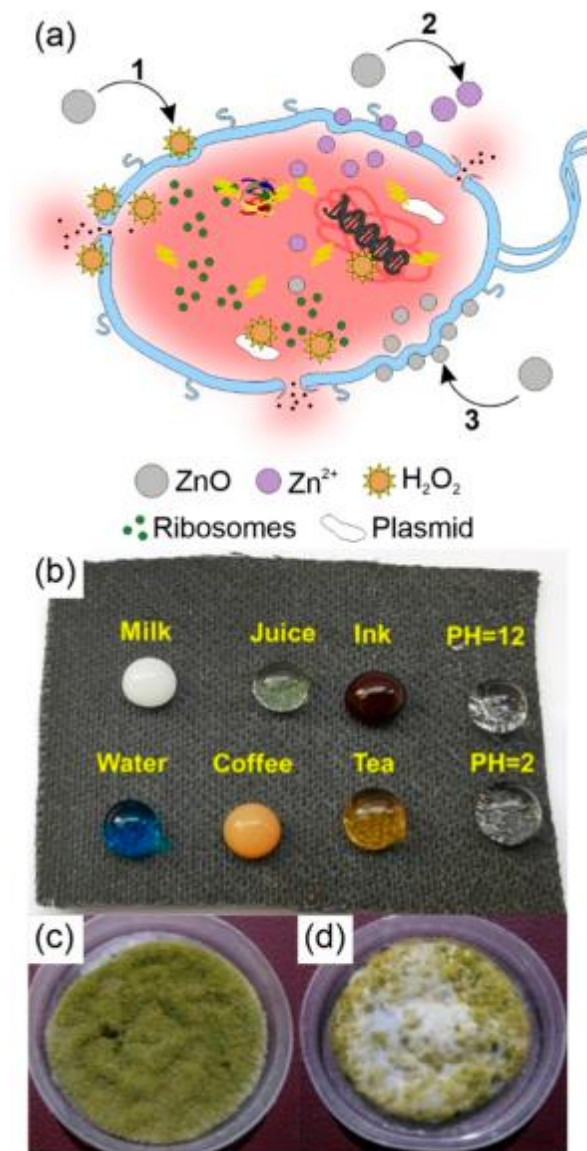 (a)
1
2
3
ZnO Zn²⁺ H₂O₂
Ribosomes Plasmid
(b)
Milk Juice Ink PH=12
Water Coffee Tea PH=2
(c) (d)